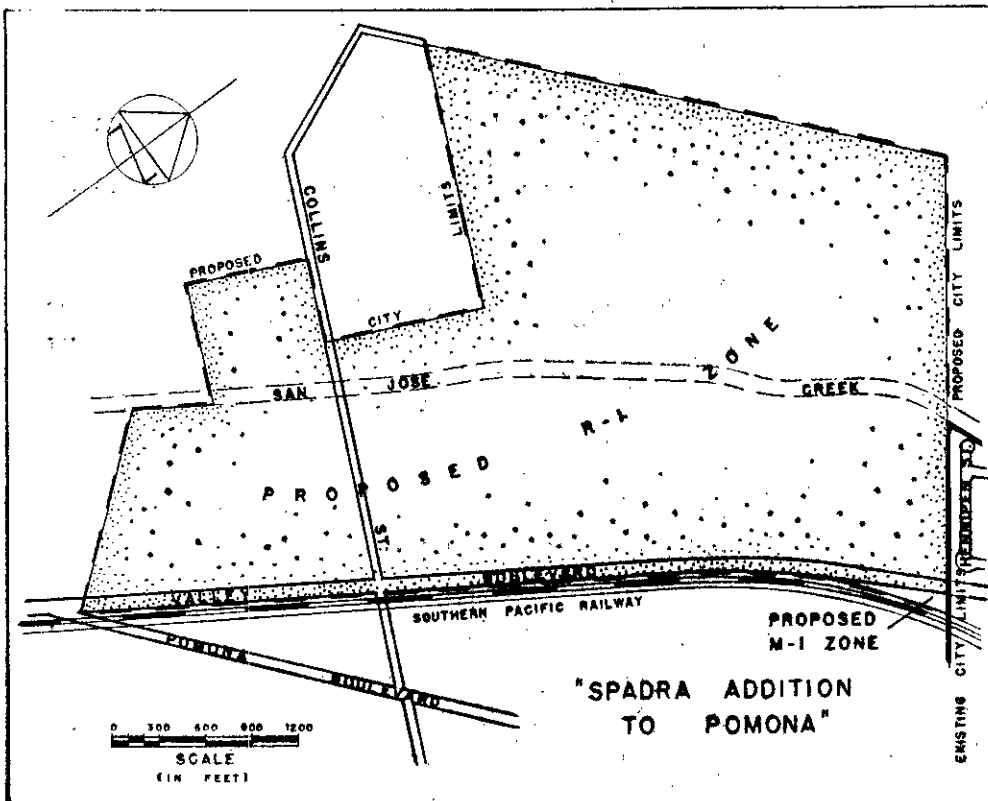 COLLINS
LIMITS
PROPOSED
CITY
PROPOSED CITY LIMITS
ZONE
SAN JOSE CREEK
R-1
PROPOSED
HENNIPEN ST.
ST.
VALLEY BOULEVARD
SOUTHERN PACIFIC RAILWAY
PROPOSED
M-1 ZONE
POMONA BOULEVARD
"SPADRA ADDITION
TO POMONA"
EXISTING CITY LIMITS
0 300 600 900 1200
SCALE
(IN FEET)